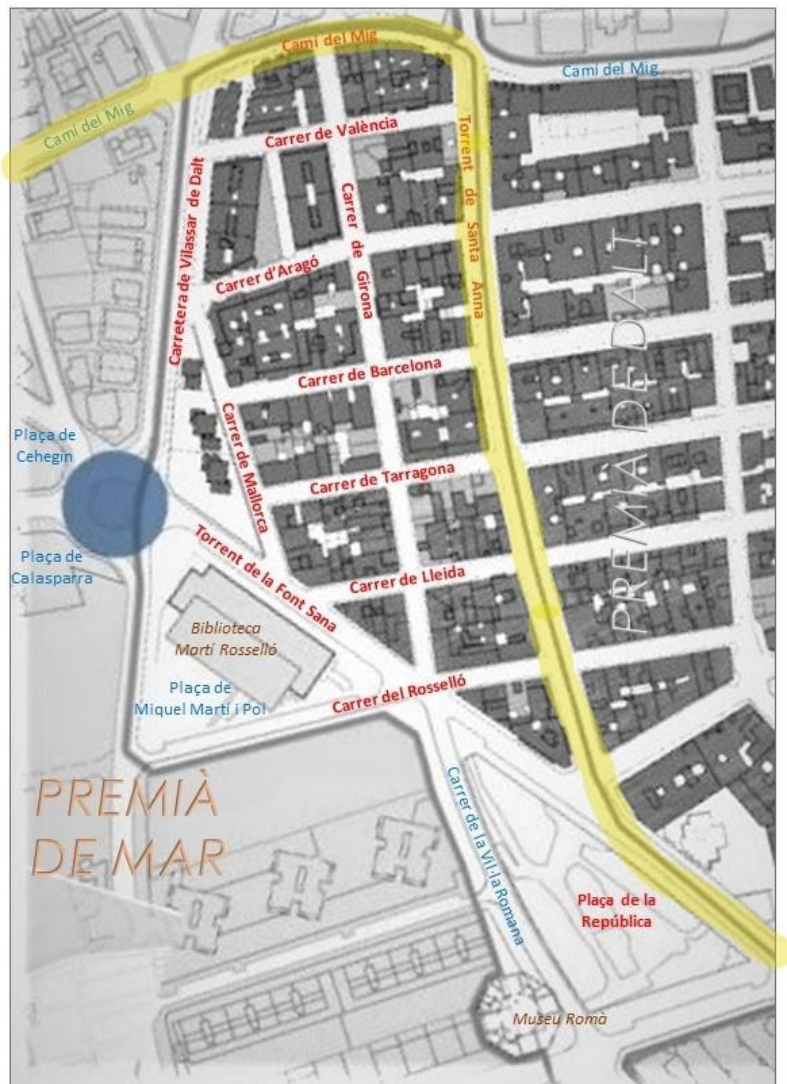 Camí del Mig
Camí del Mig
Camí del Mig
Carrer de València
Torrent de Santa Anna
Carretera de Vilassar de Dalt
Carrer de Girona
Carrer d'Aragó
PREMIÀ DE DALT
Carrer de Barcelona
Carrer de Mallorca
Plaça de
Cehegin
Carrer de Tarragona
Torrent de la Font Sana
Plaça de
Calasparra
Carrer de Lleida
Biblioteca
Martí Rosselló
Plaça de
Miquel Martí i Pol
Carrer del Rosselló
PREMIÀ
DE MAR
Carrer de la Vil·la Romana
Plaça de la
República
Museu Romà